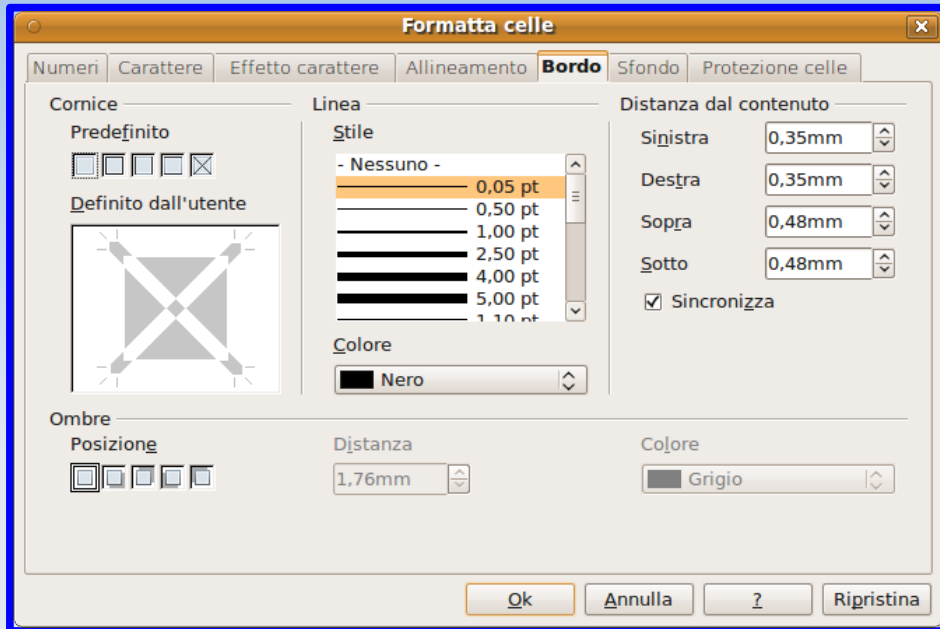 Formatta celle
Numeri Carattere Effetto carattere Allineamento Bordo Sfondo Protezione celle
Cornice
Predefinito
Definito dall'utente
Linea
Stile
- Nessuno -
0,05 pt
0,50 pt
1,00 pt
2,50 pt
4,00 pt
5,00 pt
1,10 pt
Colore
Nero
Distanza dal contenuto
Sinistra 0,35mm
Destra 0,35mm
Sopra 0,48mm
Sotto 0,48mm
Sincronizza
Ombre
Posizione
Distanza
1,76mm
Colore
Grigio
Ok Annulla ? Ripristina